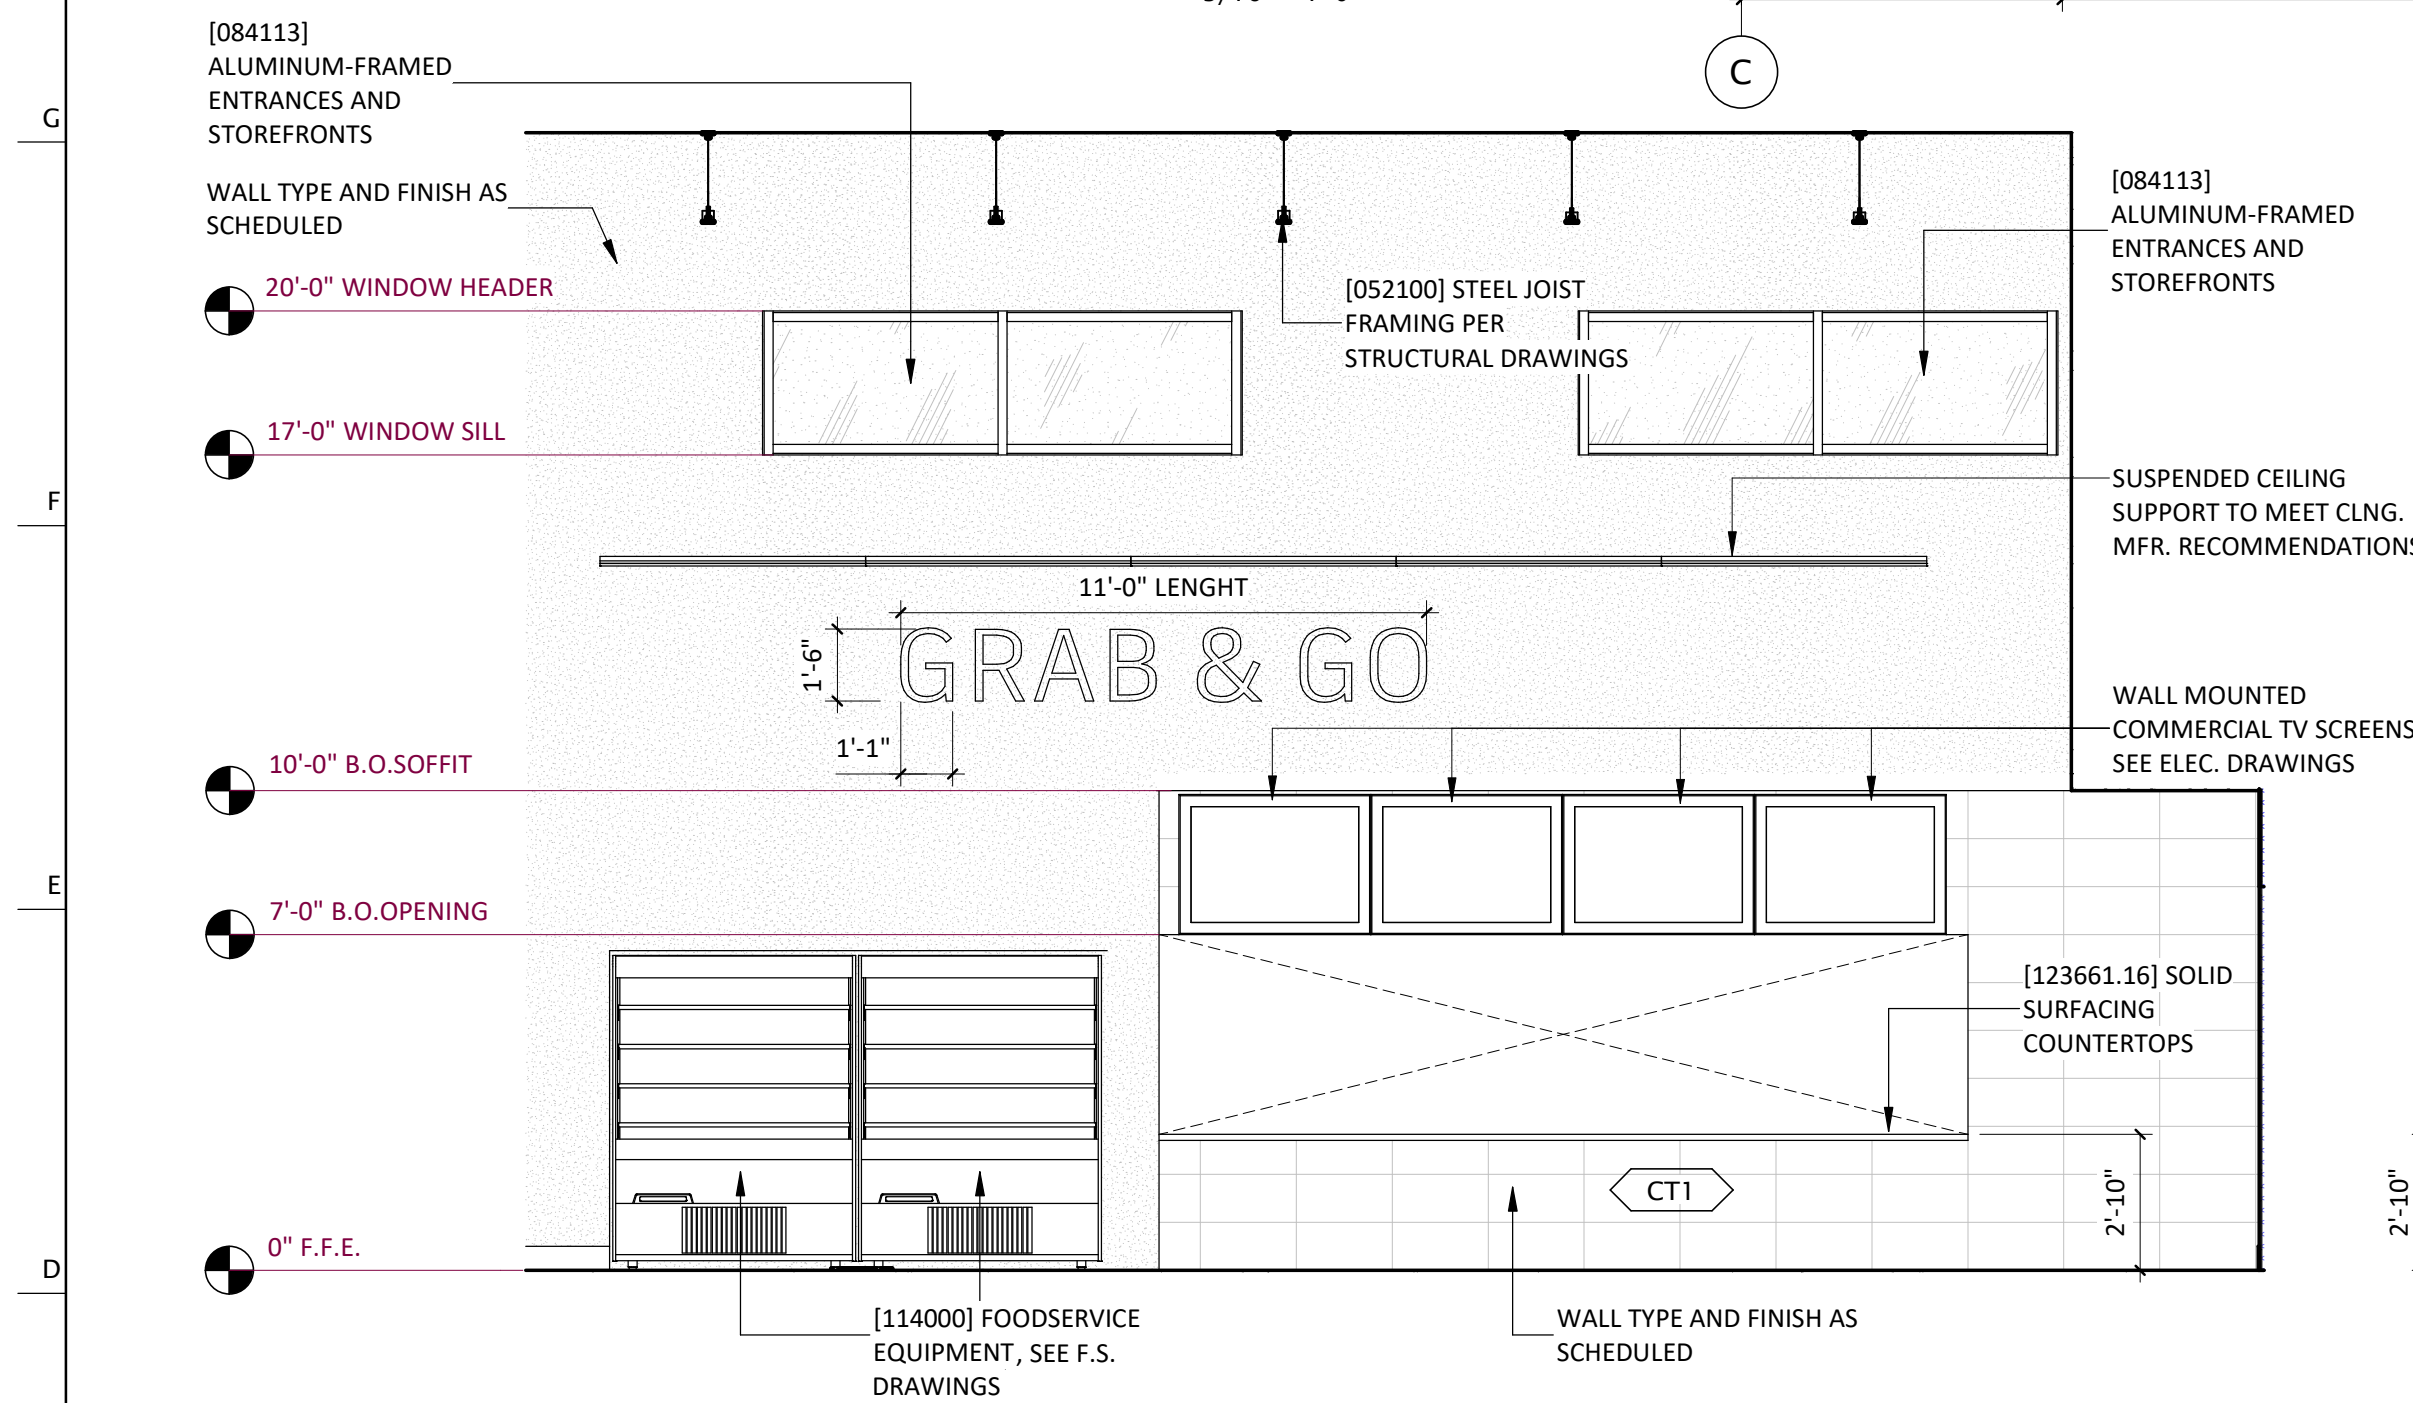 [084113]
ALUMINUM-FRAMED
ENTRANCES AND
STOREFRONTS
C
G
WALL TYPE AND FINISH AS
SCHEDULED
[084113]
ALUMINUM-FRAMED
ENTRANCES AND
STOREFRONTS
20'-0" WINDOW HEADER
[052100] STEEL JOIST
FRAMING PER
STRUCTURAL DRAWINGS
17'-0" WINDOW SILL
F
SUSPENDED CEILING
SUPPORT TO MEET CLNG.
MFR. RECOMMENDATIONS
11'-0" LENGHT
1'-6"
GRAB & GO
1'-1"
WALL MOUNTED
COMMERCIAL TV SCREENS
SEE ELEC. DRAWINGS
10'-0" B.O.SOFFIT
E
7'-0" B.O.OPENING
[123661.16] SOLID
SURFACING
COUNTERTOPS
CT1
2'-10"
2'-10"
0" F.F.E.
D
[114000] FOODSERVICE
EQUIPMENT, SEE F.S.
DRAWINGS
WALL TYPE AND FINISH AS
SCHEDULED